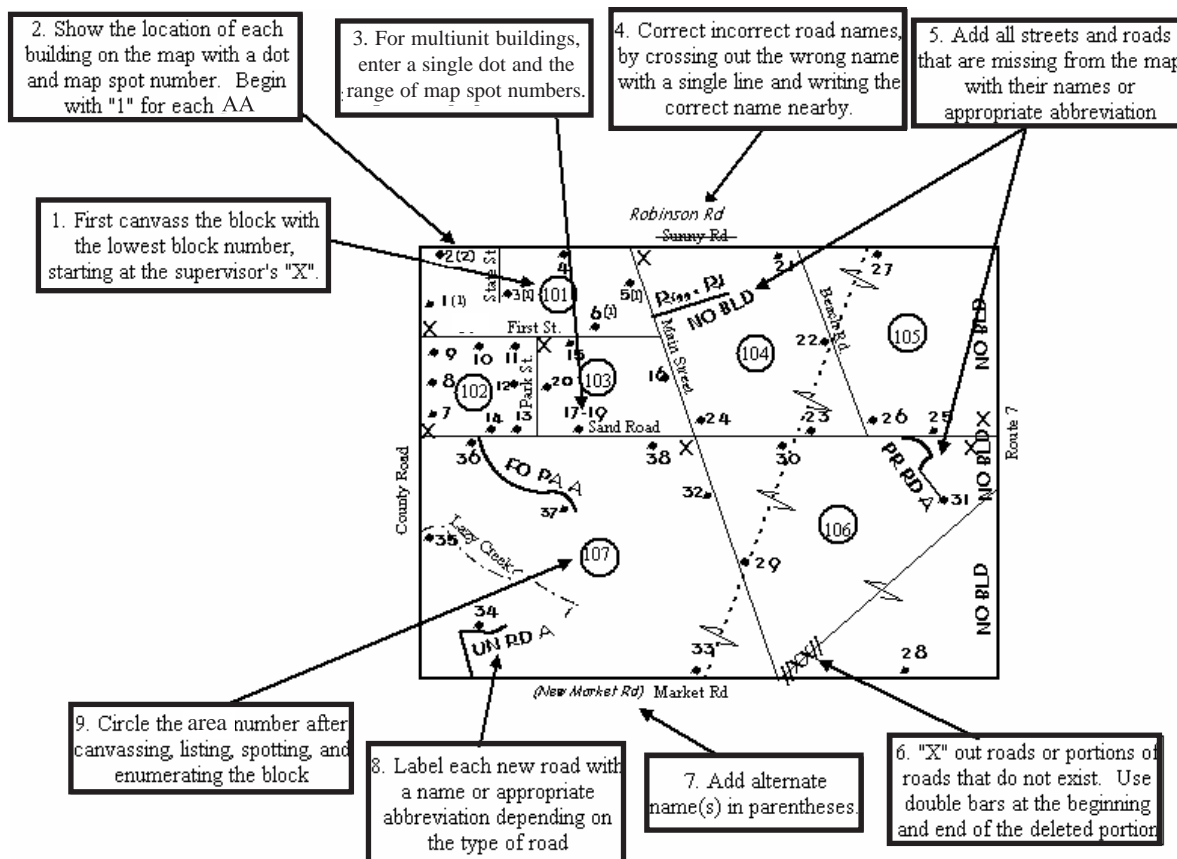 2. Show the location of each
building on the map with a dot
and map spot number. Begin
with "1" for each AA
3. For multiunit buildings,
enter a single dot and the
range of map spot numbers.
4. Correct incorrect road names,
by crossing out the wrong name
with a single line and writing the
correct name nearby.
5. Add all streets and roads
that are missing from the map
with their names or
appropriate abbreviation
1. First canvass the block with
the lowest block number,
starting at the supervisor's "X".
Robinson Rd
Sunny Rd
2(2)
State St
4
21
27
1(1)
3(2)
101
5(1)
6(1)
NO BLD
Main Street
Beach Rd.
X
X
First St.
9
10
11
X
15
22
104
105
NO BLD
8
102
12
Park St.
20
103
16
7
14
13
17-19
24
23
26
25
X
X
Sand Road
Route 7
36
38
X
30
NO BLD
County Road
FO PA A
37
32
PR RD A
31
35
Lazy Creek
107
106
29
34
UN RD A
33
XX
28
NO BLD
(New Market Rd) Market Rd
9. Circle the area number after
canvassing, listing, spotting, and
enumerating the block
8. Label each new road with
a name or appropriate
abbreviation depending on
the type of road
7. Add alternate
name(s) in parentheses.
6. "X" out roads or portions of
roads that do not exist. Use
double bars at the beginning
and end of the deleted portion